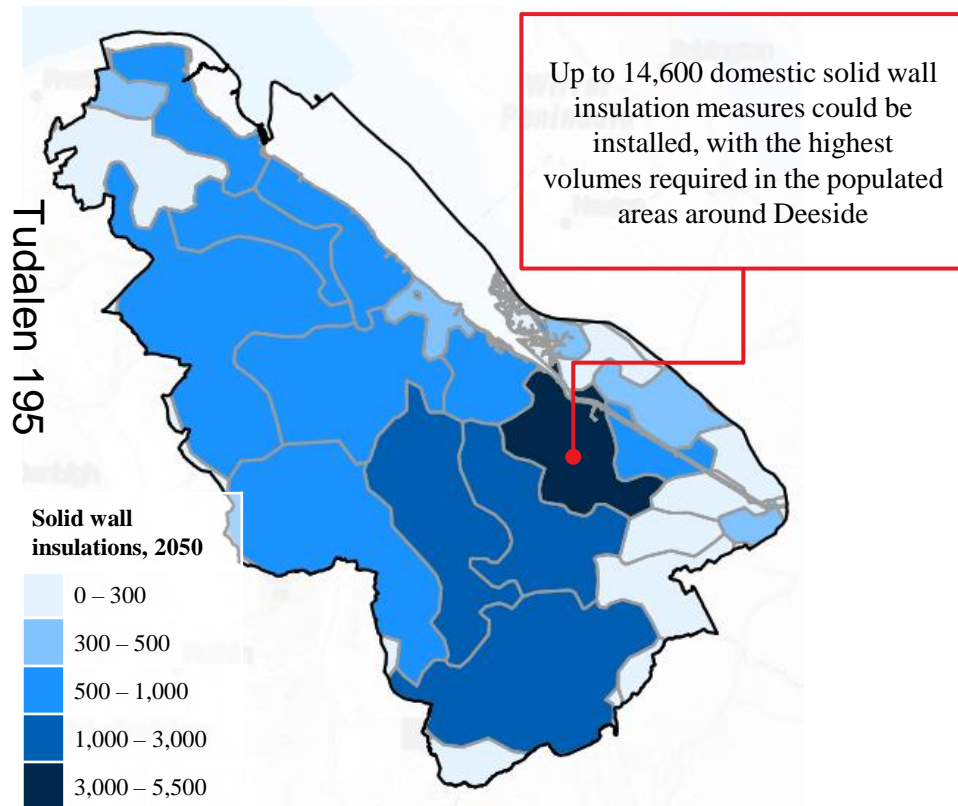 Up to 14,600 domestic solid wall
insulation measures could be
installed, with the highest
volumes required in the populated
areas around Deeside
Tudalen 195
Solid wall
insulations, 2050
0 – 300
300 – 500
500 – 1,000
1,000 – 3,000
3,000 – 5,500